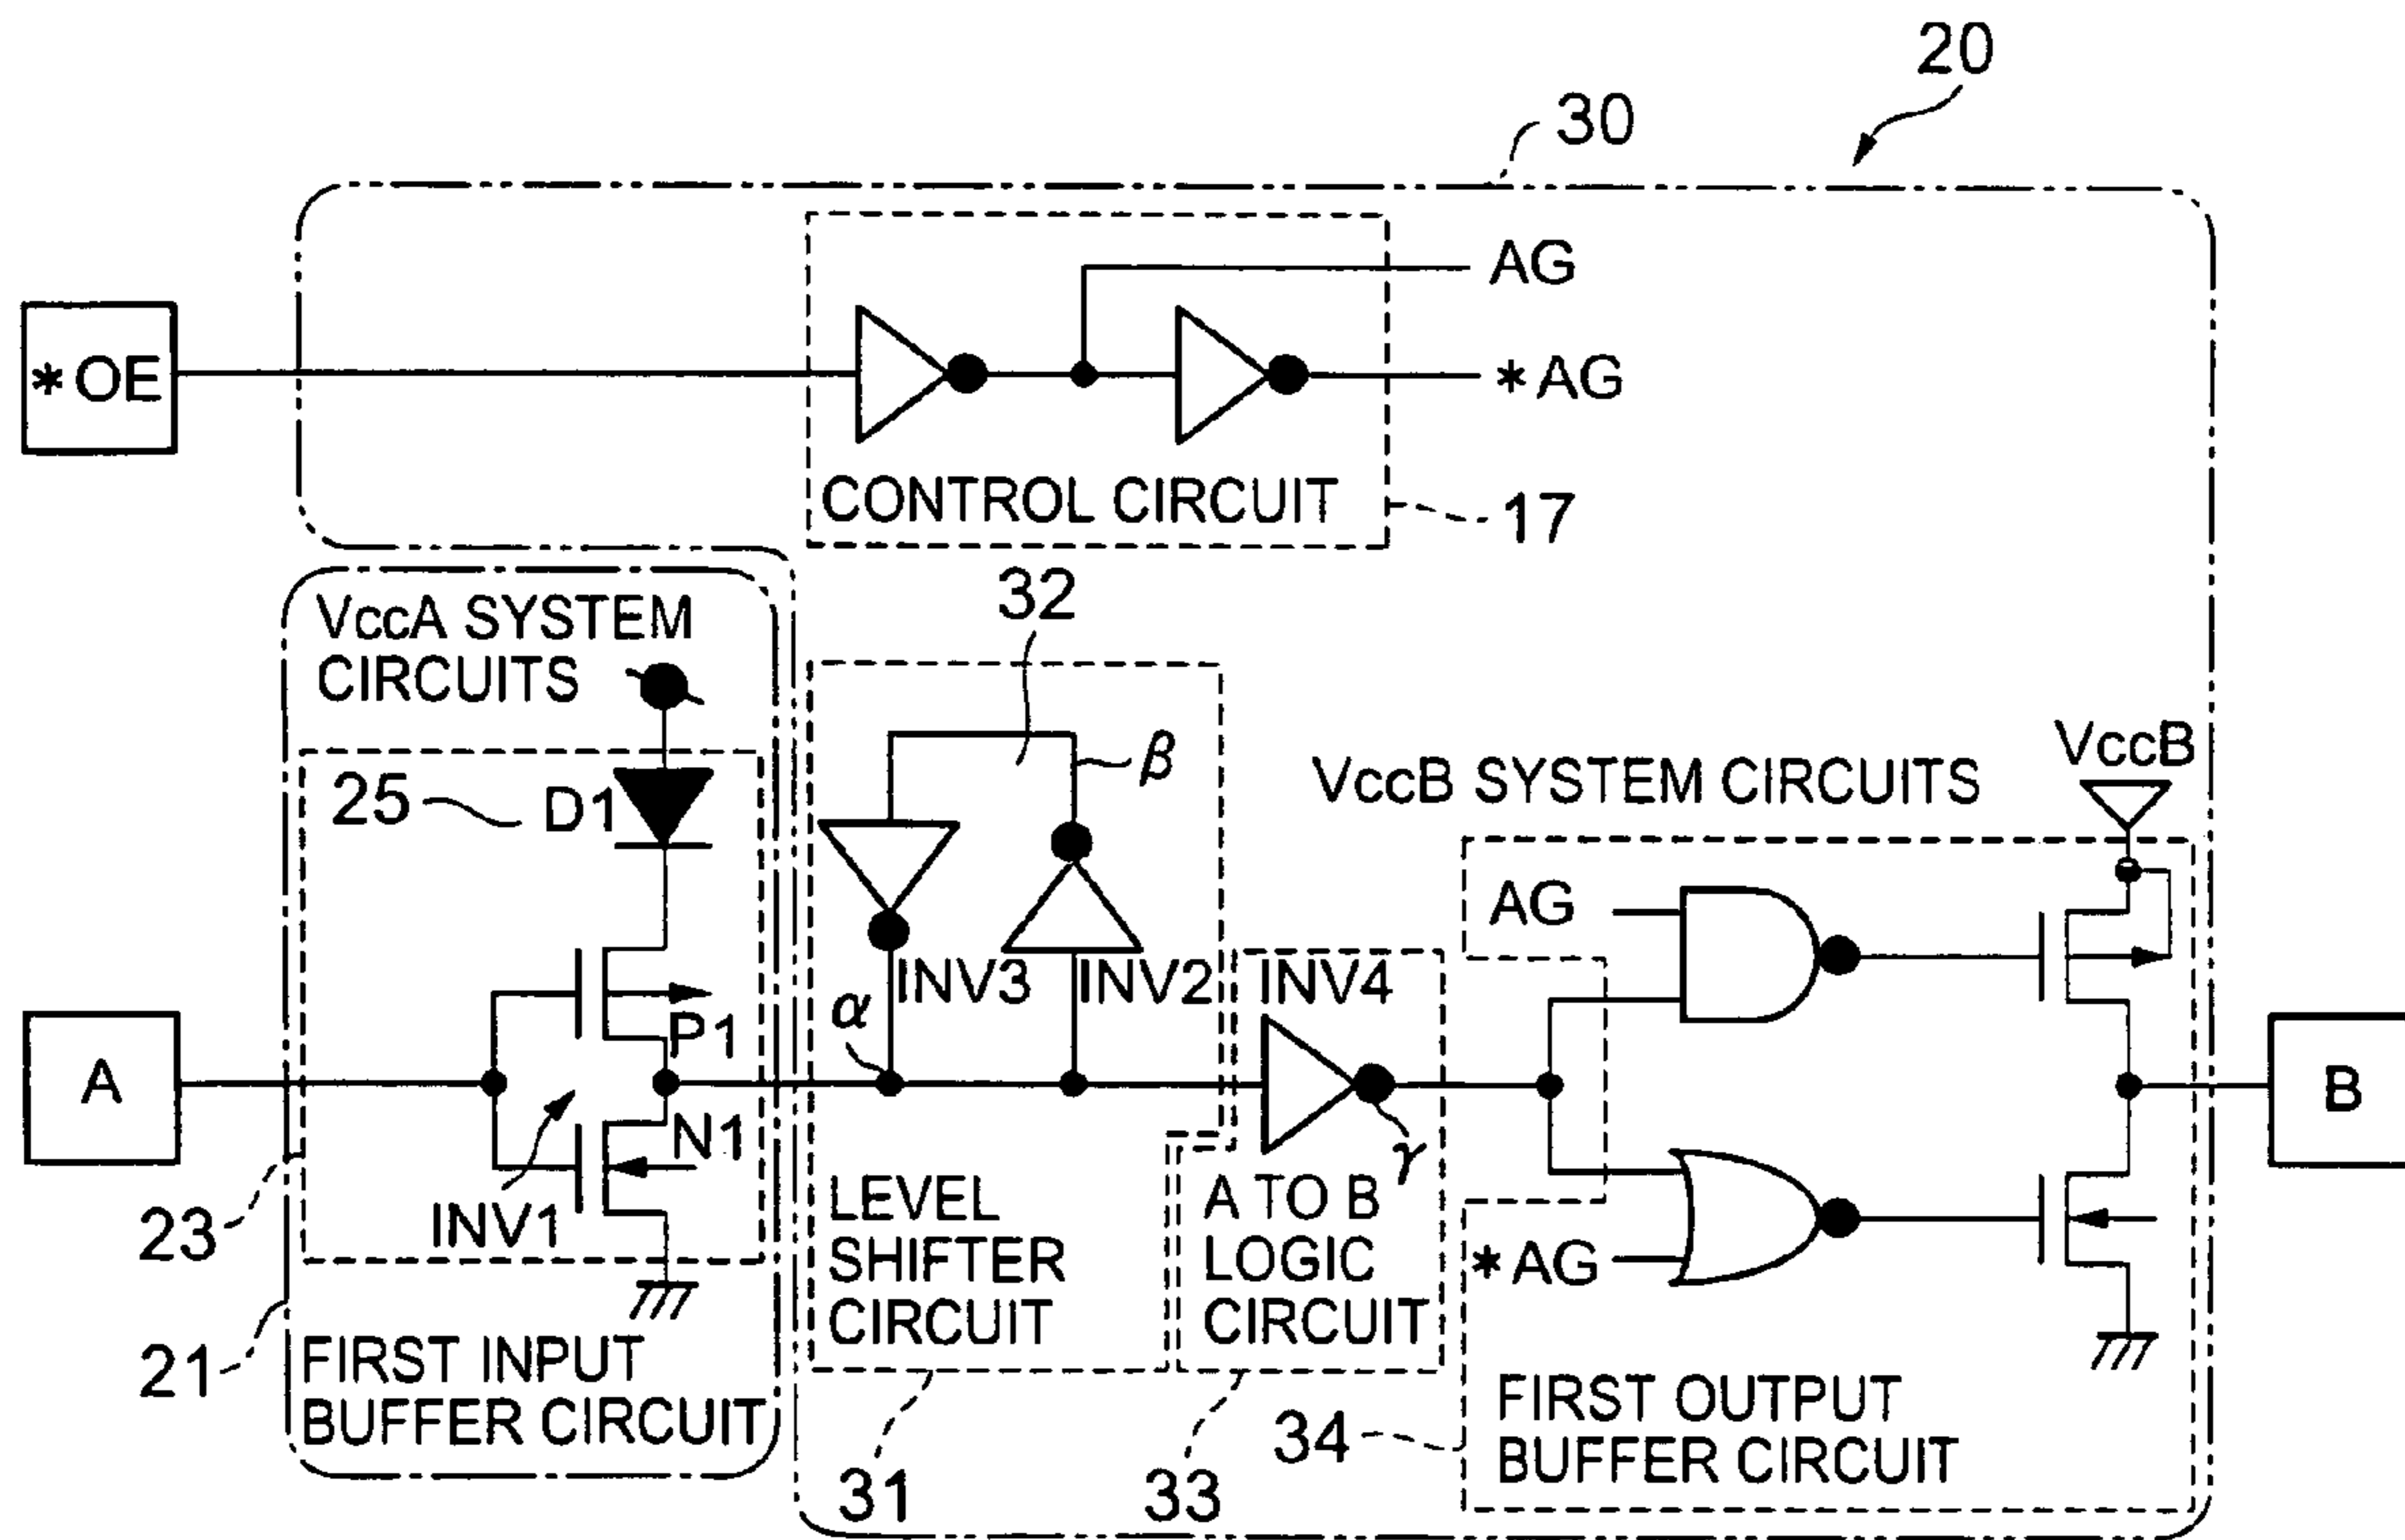 20
30
AG
*OE
*AG
CONTROL CIRCUIT
17
32
VccA SYSTEM
CIRCUITS
β
VccB
VccB SYSTEM CIRCUITS
25
D1
AG
INV3
INV2
INV4
α
P1
A
B
N1
γ
INV1
23
LEVEL
SHIFTER
CIRCUIT
A TO B
LOGIC
CIRCUIT
*AG
21
FIRST INPUT
BUFFER CIRCUIT
FIRST OUTPUT
BUFFER CIRCUIT
34
31
33